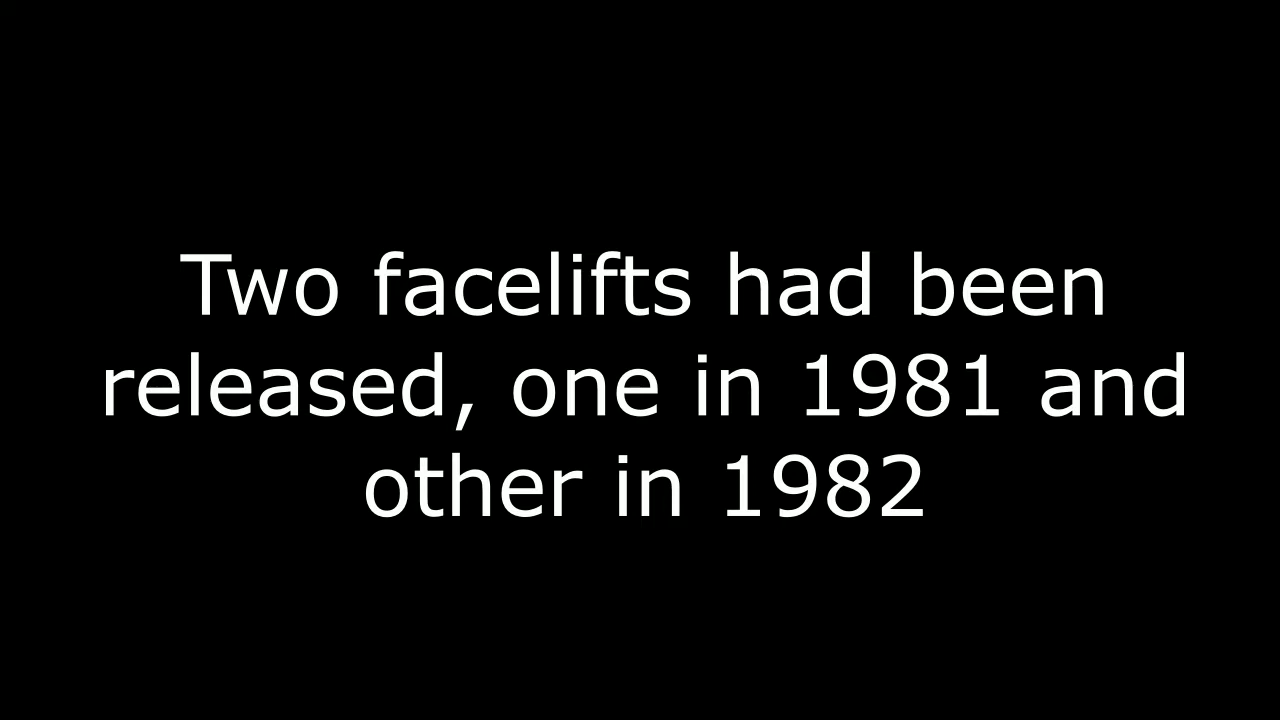 Two facelifts had been
released, one in 1981 and
other in 1982